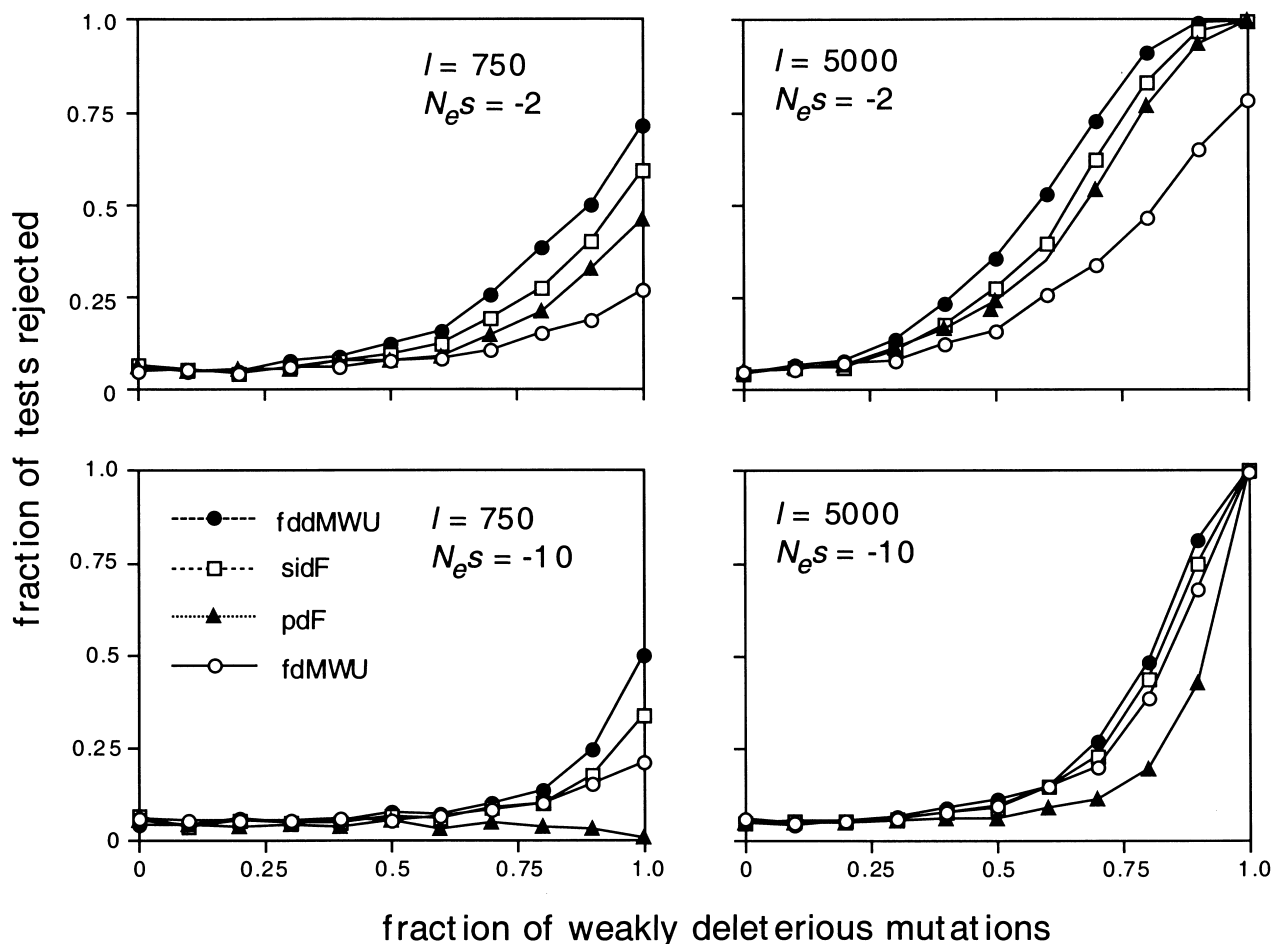 1.0
0.75
0.5
0.25
0
l = 750
Nes = -2
l = 5000
Nes = -2
fraction of tests rejected
1.0
0.75
0.5
0.25
0
fddMWU
sidF
pdF
fdMWU
l = 750
Nes = -10
l = 5000
Nes = -10
0 0.25 0.5 0.75 1.0
0 0.25 0.5 0.75 1.0
fraction of weakly deleterious mutations